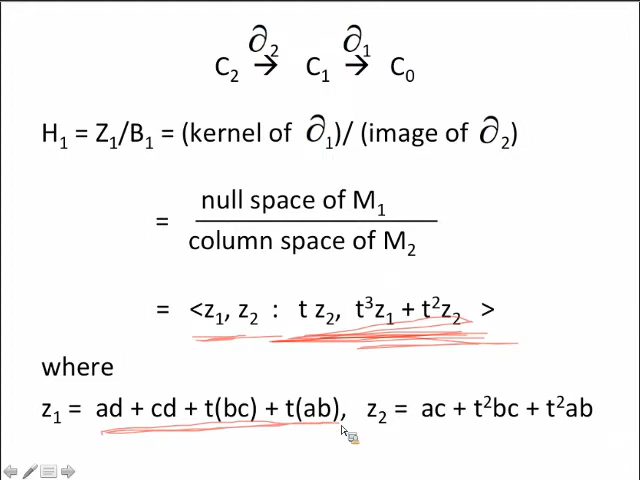 ∂₂ ∂₁
C₂ → C₁ → C₀
H₁ = Z₁/B₁ = (kernel of ∂₁)/ (image of ∂₂)
null space of M₁
=
column space of M₂
= <z₁, z₂ : t z₂, t³z₁ + t²z₂ >
where
z₁ = ad + cd + t(bc) + t(ab), z₂ = ac + t²bc + t²ab